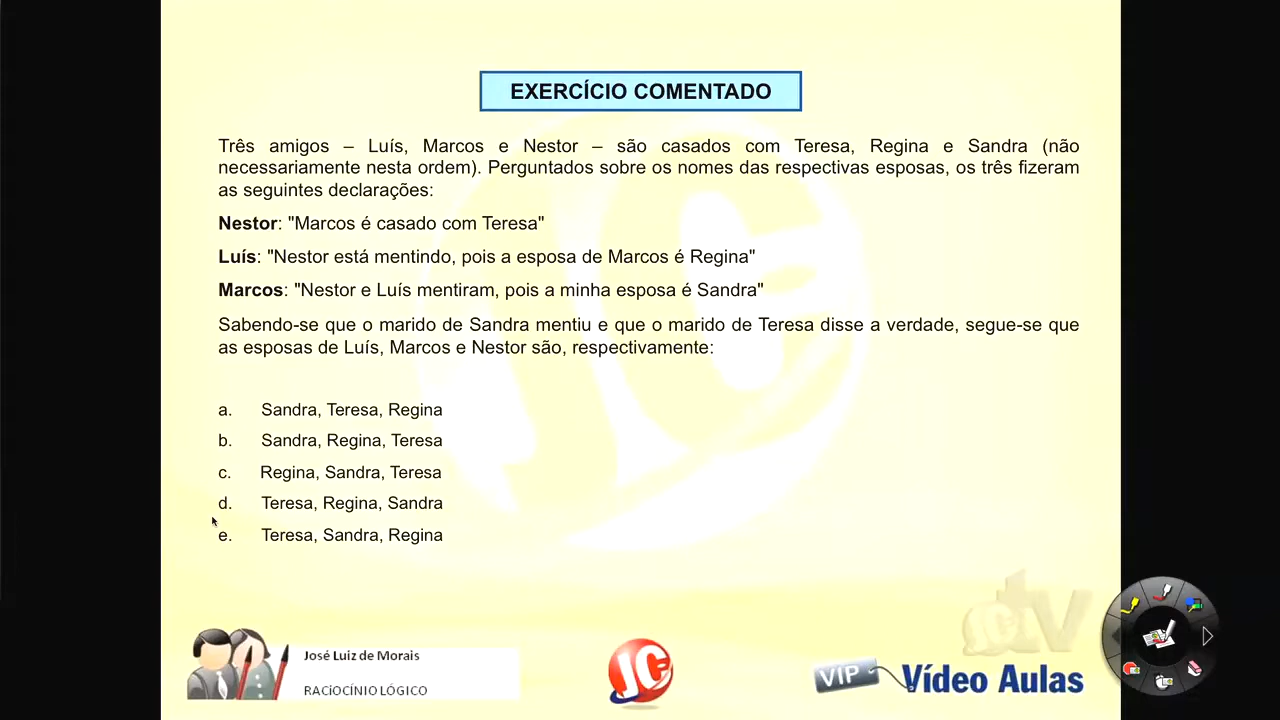 EXERCÍCIO COMENTADO
Três amigos – Luís, Marcos e Nestor – são casados com Teresa, Regina e Sandra (não
necessariamente nesta ordem). Perguntados sobre os nomes das respectivas esposas, os três fizeram
as seguintes declarações:
Nestor: "Marcos é casado com Teresa"
Luís: "Nestor está mentindo, pois a esposa de Marcos é Regina"
Marcos: "Nestor e Luís mentiram, pois a minha esposa é Sandra"
Sabendo-se que o marido de Sandra mentiu e que o marido de Teresa disse a verdade, segue-se que
as esposas de Luís, Marcos e Nestor são, respectivamente:
a. Sandra, Teresa, Regina
b. Sandra, Regina, Teresa
c. Regina, Sandra, Teresa
d. Teresa, Regina, Sandra
e. Teresa, Sandra, Regina
José Luiz de Morais
RACiOCÍNIO LÓGICO
JC
VIP Vídeo Aulas
JC tv